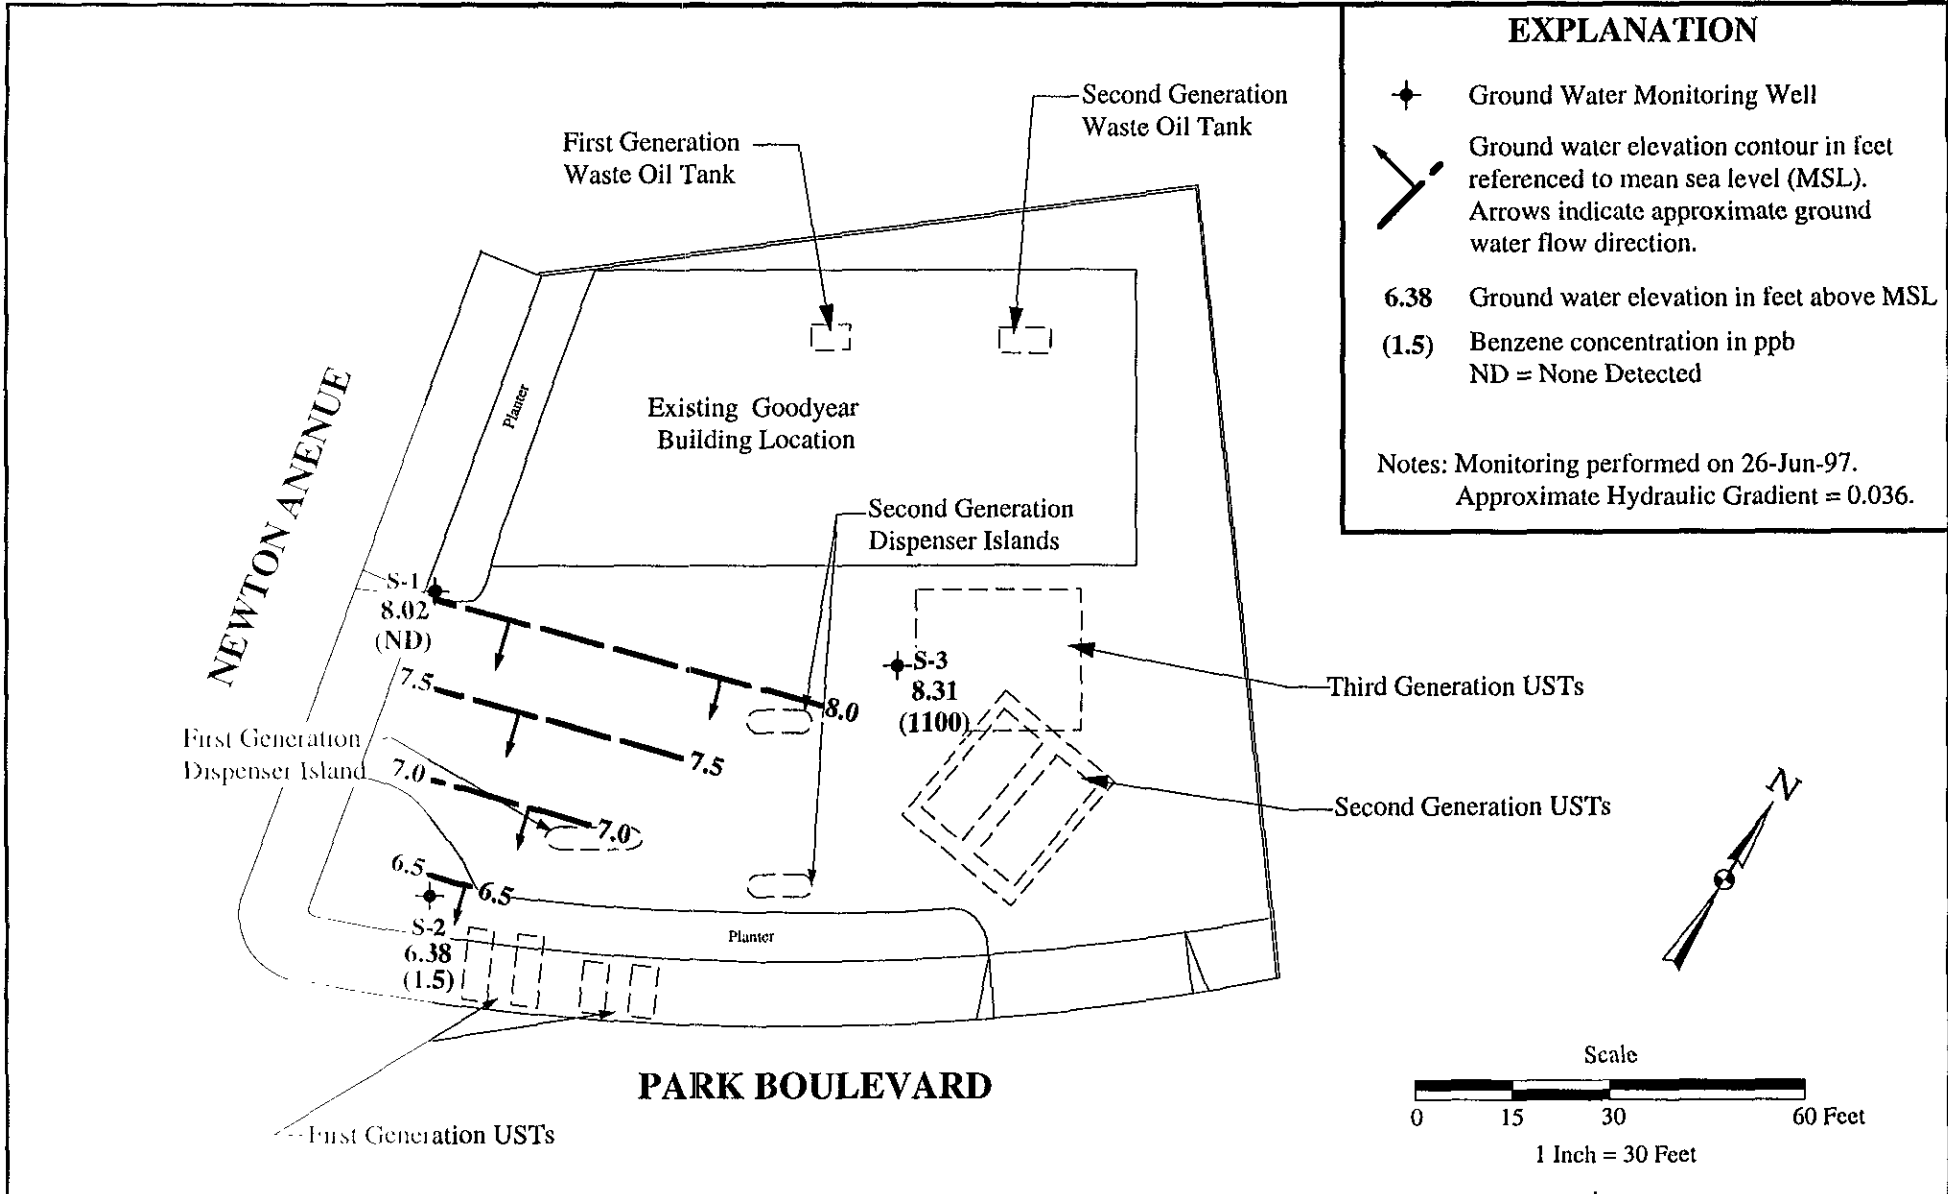 EXPLANATION
Ground Water Monitoring Well
Ground water elevation contour in feet
referenced to mean sea level (MSL).
Arrows indicate approximate ground
water flow direction.
6.38 Ground water elevation in feet above MSL
(1.5) Benzene concentration in ppb
ND = None Detected
Notes: Monitoring performed on 26-Jun-97.
Approximate Hydraulic Gradient = 0.036.
Second Generation
Waste Oil Tank
First Generation
Waste Oil Tank
Planter
Existing Goodyear
Building Location
NEWTON ANENUE
Second Generation
Dispenser Islands
S-1
8.02
(ND)
S-3
8.31
(1100)
8.0
7.5
7.5
Third Generation USTs
First Generation
Dispenser Island
7.0
7.0
Second Generation USTs
N
6.5
6.5
S-2
6.38
(1.5)
Planter
PARK BOULEVARD
First Generation USTs
Scale
0 15 30 60 Feet
1 Inch = 30 Feet